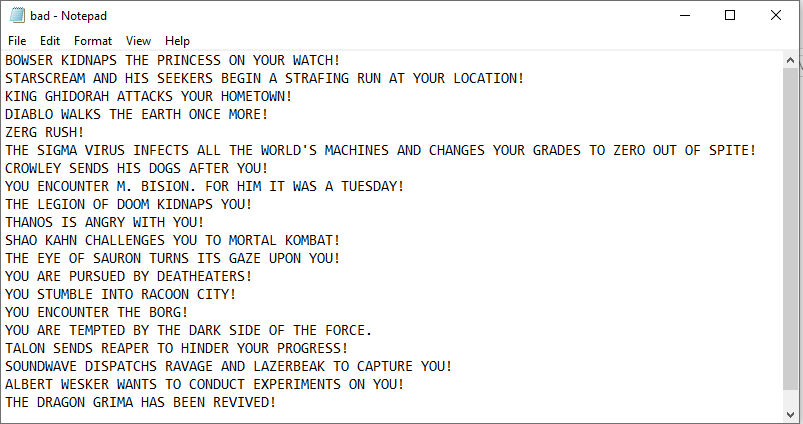 bad - Notepad
File Edit Format View Help
BOWSER KIDNAPS THE PRINCESS ON YOUR WATCH!
STARSCREAM AND HIS SEEKERS BEGIN A STRAFING RUN AT YOUR LOCATION!
KING GHIDORAH ATTACKS YOUR HOMETOWN!
DIABLO WALKS THE EARTH ONCE MORE!
ZERG RUSH!
THE SIGMA VIRUS INFECTS ALL THE WORLD'S MACHINES AND CHANGES YOUR GRADES TO ZERO OUT OF SPITE!
CROWLEY SENDS HIS DOGS AFTER YOU!
YOU ENCOUNTER M. BISION. FOR HIM IT WAS A TUESDAY!
THE LEGION OF DOOM KIDNAPS YOU!
THANOS IS ANGRY WITH YOU!
SHAO KAHN CHALLENGES YOU TO MORTAL KOMBAT!
THE EYE OF SAURON TURNS ITS GAZE UPON YOU!
YOU ARE PURSUED BY DEATHEATERS!
YOU STUMBLE INTO RACOON CITY!
YOU ENCOUNTER THE BORG!
YOU ARE TEMPTED BY THE DARK SIDE OF THE FORCE.
TALON SENDS REAPER TO HINDER YOUR PROGRESS!
SOUNDWAVE DISPATCHS RAVAGE AND LAZERBEAK TO CAPTURE YOU!
ALBERT WESKER WANTS TO CONDUCT EXPERIMENTS ON YOU!
THE DRAGON GRIMA HAS BEEN REVIVED!